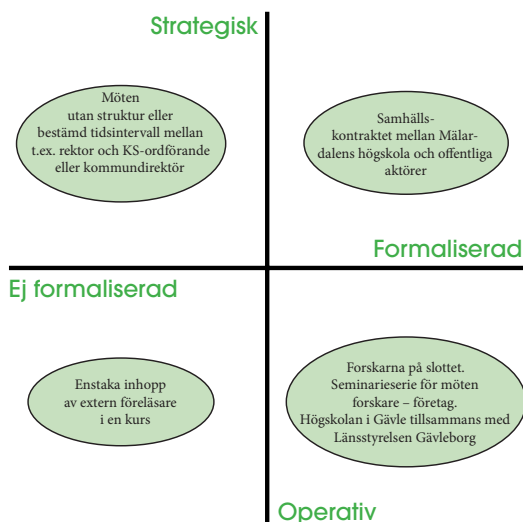 Strategisk
Möten
utan struktur eller
bestämd tidsintervall mellan
t.ex. rektor och KS-ordförande
eller kommundirektör
Samhälls-
kontraktet mellan Mälar-
dalens högskola och offentliga
aktörer
Formaliserad
Ej formaliserad
Enstaka inhopp
av extern föreläsare
i en kurs
Forskarna på slottet.
Seminarieserie för möten
forskare – företag.
Högskolan i Gävle tillsammans med
Länsstyrelsen Gävleborg
Operativ